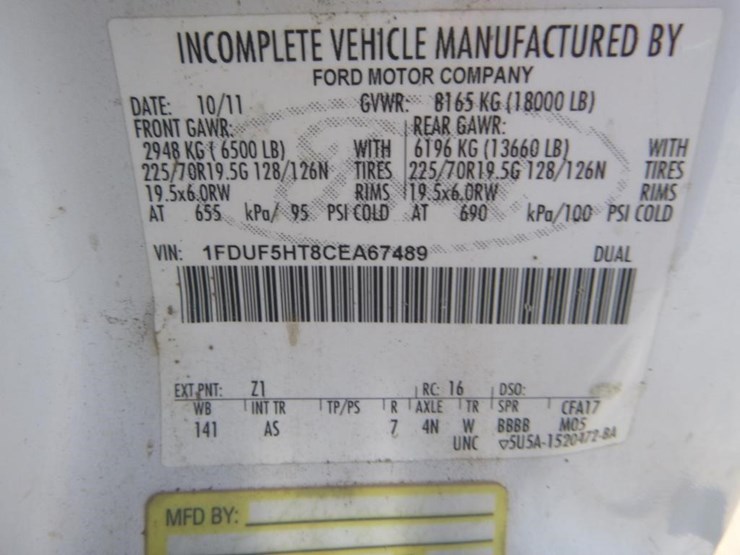 INCOMPLETE VEHICLE MANUFACTURED BY
FORD MOTOR COMPANY
DATE: 10/11 GVWR: 8165 KG (18000 LB)
FRONT GAWR: REAR GAWR:
2948 KG ( 6500 LB) WITH 6196 KG (13660 LB) WITH
225/70R19.5G 128/126N TIRES 225/70R19.5G 128/126N TIRES
19.5x6.0RW RIMS 19.5x6.0RW RIMS
AT 655 kPa/ 95 PSI COLD AT 690 kPa/100 PSI COLD
VIN: 1FDUF5HT8CEA67489 DUAL
EXT PNT: Z1 RC: 16 DSO:
WB INT TR TP/PS R AXLE TR SPR CFA17
141 AS 7 4N W BBBB M05
UNC ▽5U5A-1520472-BA
MFD BY: